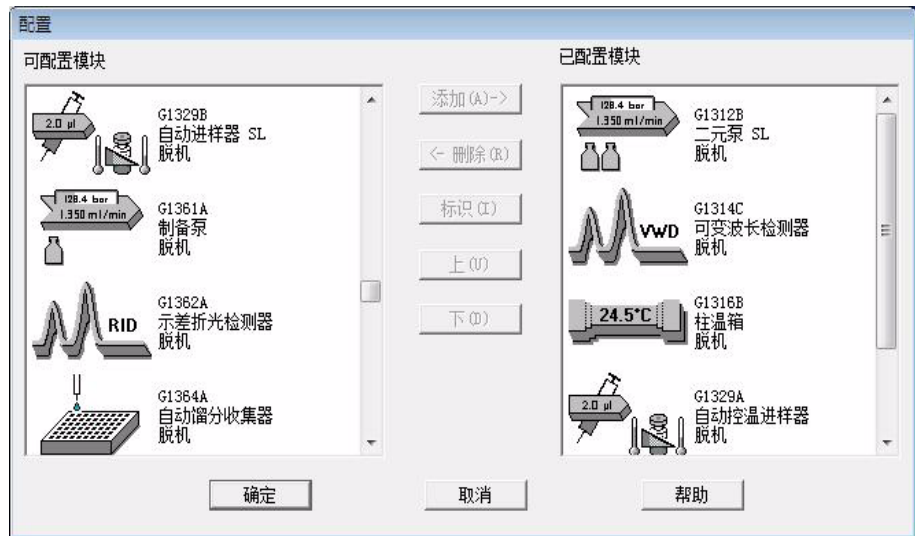 配置
可配置模块
已配置模块
2.0 µl
G1329B
自动进样器 SL
脱机
128.4 bar
1.350 ml/min
G1361A
制备泵
脱机
RID
G1362A
示差折光检测器
脱机
G1364A
自动馏分收集器
脱机
添加(A)->
<- 删除(R)
标识(I)
上(U)
下(D)
128.4 bar
1.350 ml/min
G1312B
二元泵 SL
脱机
VWD
G1314C
可变波长检测器
脱机
24.5°C
G1316B
柱温箱
脱机
2.0 µl
G1329A
自动控温进样器
脱机
确定
取消
帮助